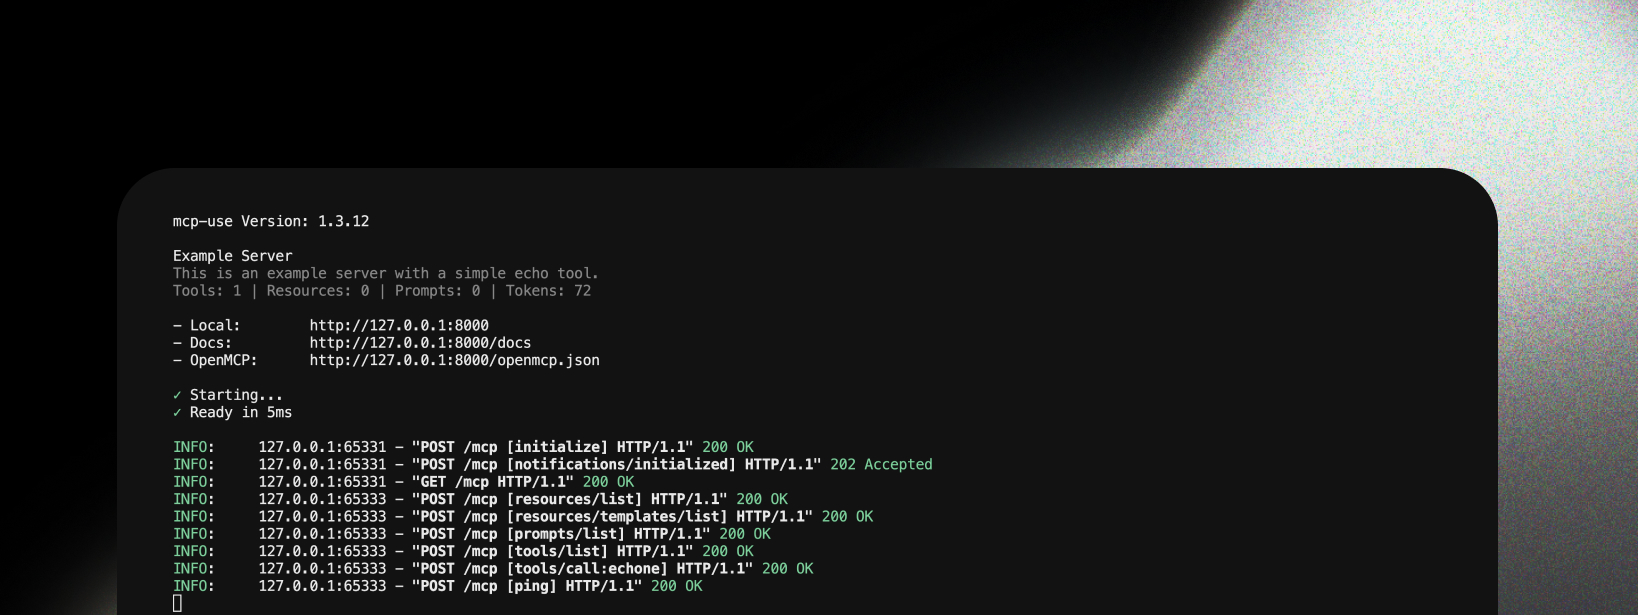 mcp-use Version: 1.3.12
Example Server
This is an example server with a simple echo tool.
Tools: 1 | Resources: 0 | Prompts: 0 | Tokens: 72
- Local: http://127.0.0.1:8000
- Docs: http://127.0.0.1:8000/docs
- OpenMCP: http://127.0.0.1:8000/openmcp.json
✓ Starting...
✓ Ready in 5ms
INFO: 127.0.0.1:65331 - "POST /mcp [initialize] HTTP/1.1" 200 OK
INFO: 127.0.0.1:65331 - "POST /mcp [notifications/initialized] HTTP/1.1" 202 Accepted
INFO: 127.0.0.1:65331 - "GET /mcp HTTP/1.1" 200 OK
INFO: 127.0.0.1:65333 - "POST /mcp [resources/list] HTTP/1.1" 200 OK
INFO: 127.0.0.1:65333 - "POST /mcp [resources/templates/list] HTTP/1.1" 200 OK
INFO: 127.0.0.1:65333 - "POST /mcp [prompts/list] HTTP/1.1" 200 OK
INFO: 127.0.0.1:65333 - "POST /mcp [tools/list] HTTP/1.1" 200 OK
INFO: 127.0.0.1:65333 - "POST /mcp [tools/call:echone] HTTP/1.1" 200 OK
INFO: 127.0.0.1:65333 - "POST /mcp [ping] HTTP/1.1" 200 OK